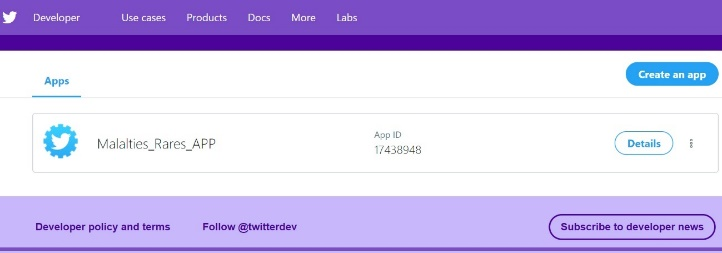 Developer Use cases Products Docs More Labs
Apps
Create an app
App ID
Malalties_Rares_APP
17438948
Details
Developer policy and terms Follow @twitterdev Subscribe to developer news